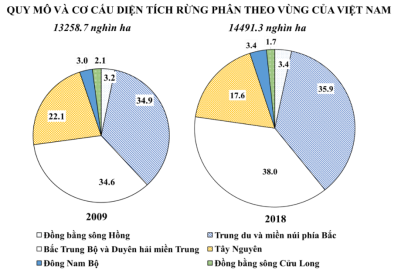 QUY MÔ VÀ CƠ CẤU DIỆN TÍCH RỪNG PHÂN THEO VÙNG CỦA VIỆT NAM
13258.7 nghìn ha 14491.3 nghìn ha
3.0 2.1 3.2 34.9 34.6 22.1
3.4 1.7 3.4 35.9 38.0 17.6
2009 2018
Đồng bằng sông Hồng Trung du và miền núi phía Bắc
Bắc Trung Bộ và Duyên hải miền Trung Tây Nguyên
Đông Nam Bộ Đồng bằng sông Cửu Long